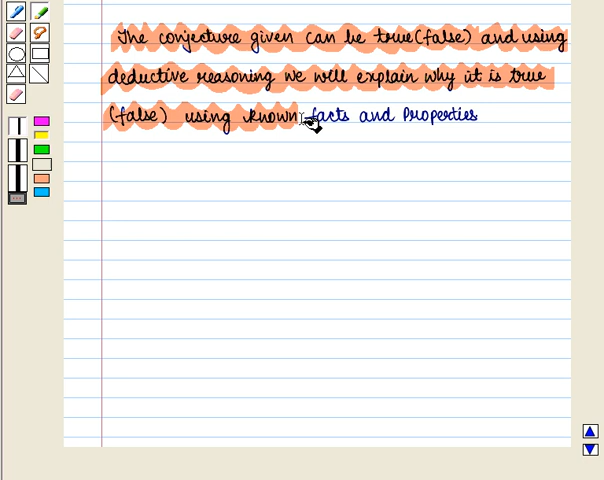 The conjecture given can be true(false) and using
deductive reasoning we will explain why it is true
(false) using known facts and Properties